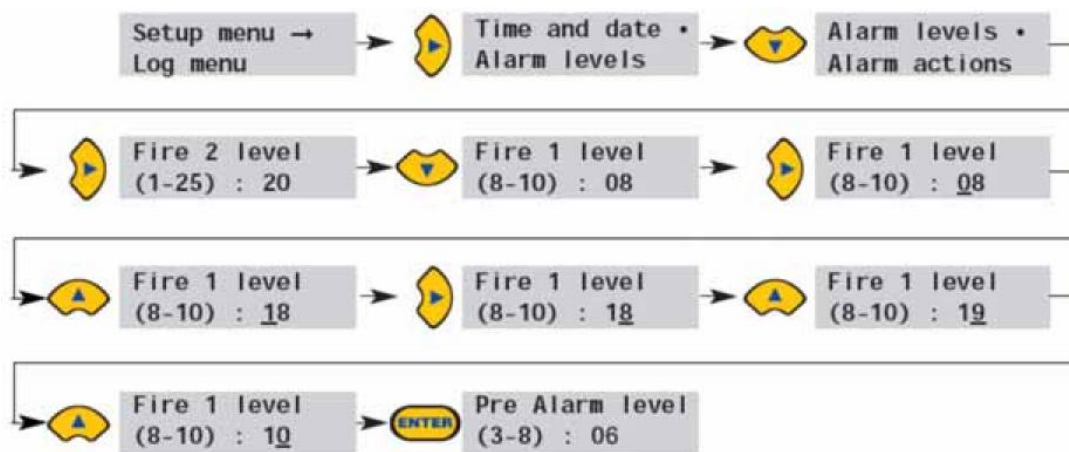 Setup menu →
Log menu
Time and date •
Alarm levels
Alarm levels •
Alarm actions
Fire 2 level
(1-25) : 20
Fire 1 level
(8-10) : 08
Fire 1 level
(8-10) : 08
Fire 1 level
(8-10) : 18
Fire 1 level
(8-10) : 18
Fire 1 level
(8-10) : 19
Fire 1 level
(8-10) : 10
ENTER
Pre Alarm level
(3-8) : 06